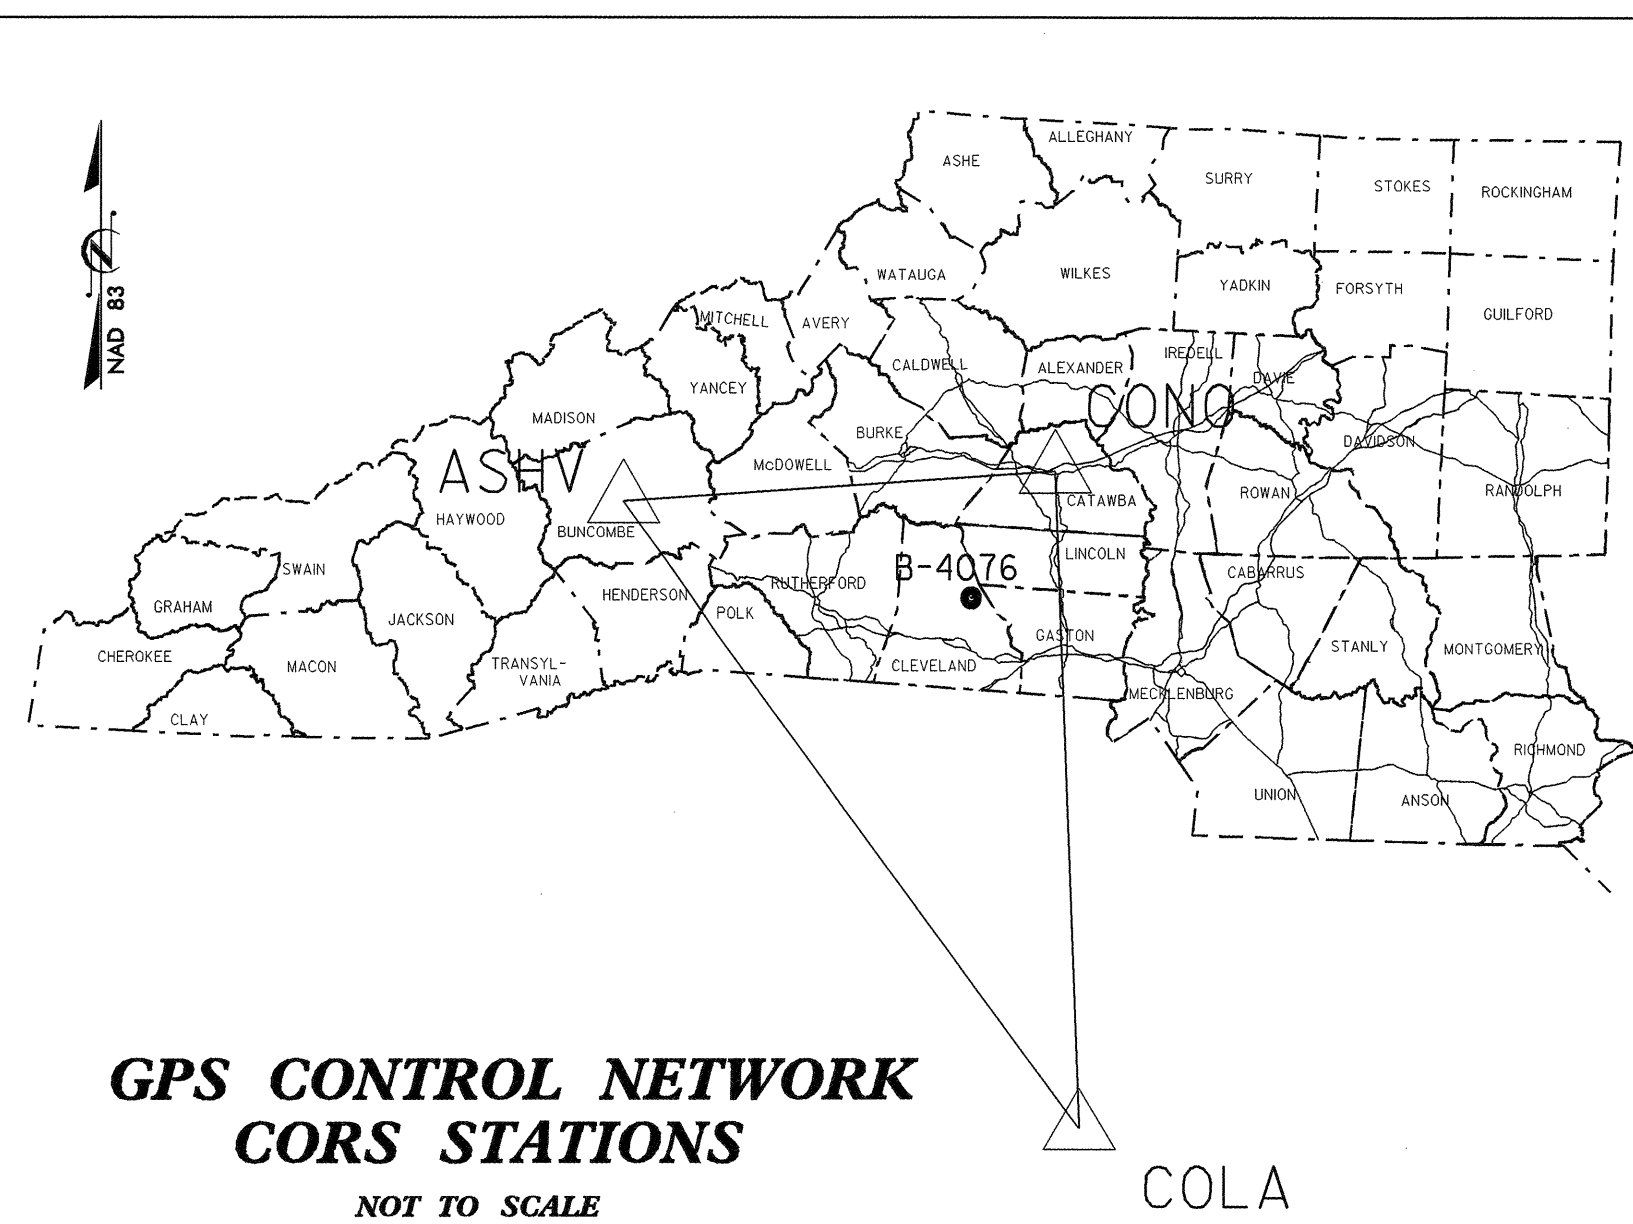 ALLEGHANY
ASHE
SURRY
STOKES
ROCKINGHAM
WATAUGA
WILKES
YADKIN
FORSYTH
GUILFORD
N
NAD 83
MITCHELL
AVERY
IREDELL
CALDWELL
ALEXANDER
DAVIE
YANCEY
CONO
MADISON
BURKE
DAVIDSON
ASHV
McDOWELL
CATAWBA
ROWAN
RANDOLPH
HAYWOOD
BUNCOMBE
LINCOLN
B-4076
SWAIN
CABARRUS
RUTHERFORD
HENDERSON
GRAHAM
POLK
JACKSON
GASTON
STANLY
MONTGOMERY
CHEROKEE
MACON
TRANSYL-
VANIA
CLEVELAND
MECKLENBURG
CLAY
RICHMOND
UNION
ANSON
GPS CONTROL NETWORK
CORS STATIONS
NOT TO SCALE
COLA